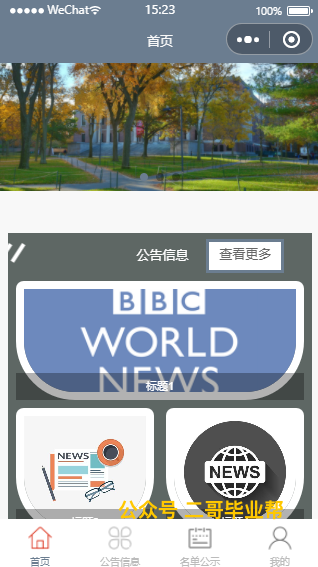 WeChat
15:23
100%
首页
公告信息
查看更多
BBC
WORLD
NEWS
标题1
NEWS
NEWS
公众号:二哥毕业帮
首页
公告信息
名单公示
我的